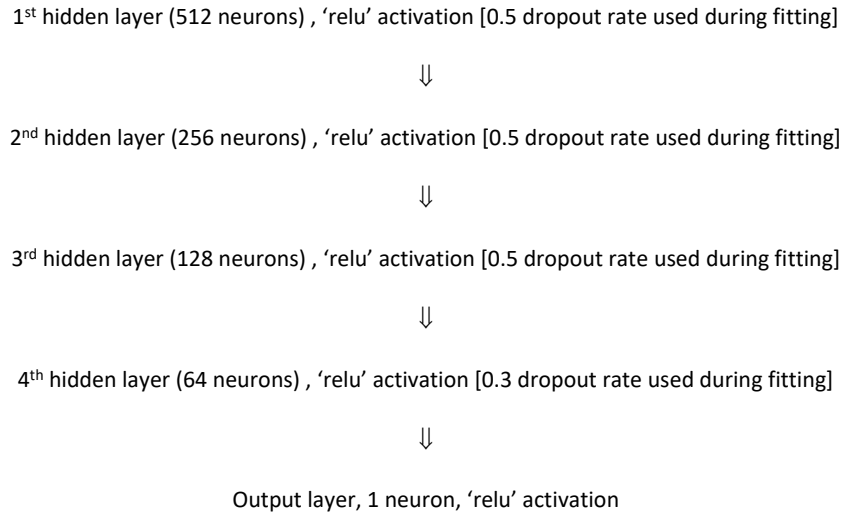 1st hidden layer (512 neurons) , ‘relu’ activation [0.5 dropout rate used during fitting]
⇓
2nd hidden layer (256 neurons) , ‘relu’ activation [0.5 dropout rate used during fitting]
⇓
3rd hidden layer (128 neurons) , ‘relu’ activation [0.5 dropout rate used during fitting]
⇓
4th hidden layer (64 neurons) , ‘relu’ activation [0.3 dropout rate used during fitting]
⇓
Output layer, 1 neuron, ‘relu’ activation